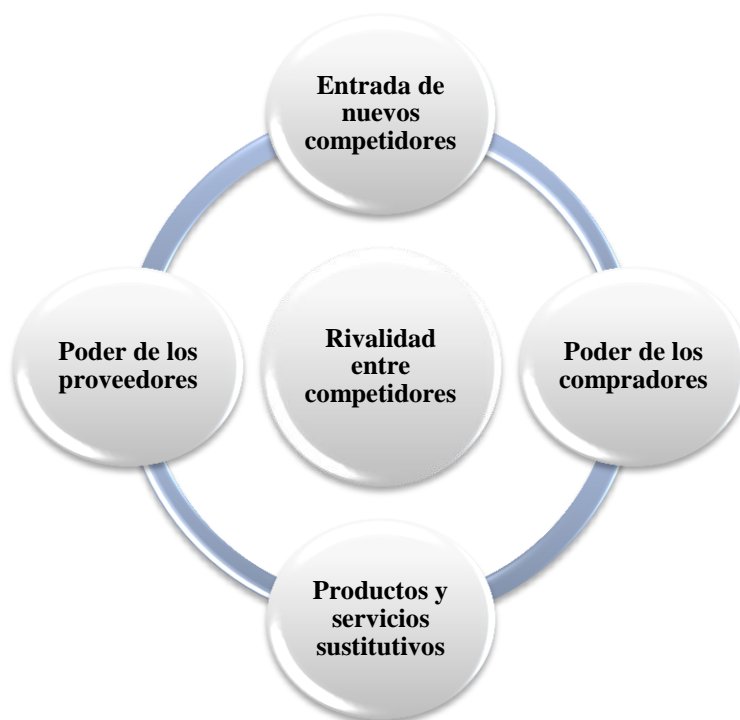 Entrada de
nuevos
competidores
Poder de los
proveedores
Rivalidad
entre
competidores
Poder de los
compradores
Productos y
servicios
sustitutivos